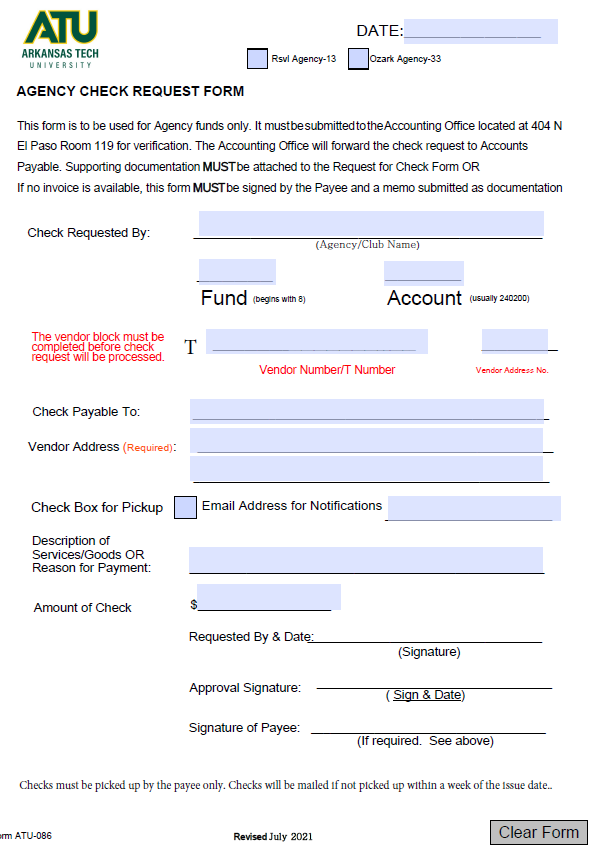 ATU
ARKANSAS TECH
UNIVERSITY
DATE:
Rsvl Agency-13 Ozark Agency-33
AGENCY CHECK REQUEST FORM
This form is to be used for Agency funds only. It must be submitted to the Accounting Office located at 404 N
El Paso Room 119 for verification. The Accounting Office will forward the check request to Accounts
Payable. Supporting documentation MUST be attached to the Request for Check Form OR
If no invoice is available, this form MUST be signed by the Payee and a memo submitted as documentation
Check Requested By:
(Agency/Club Name)
Fund (begins with 8) Account (usually 240200)
The vendor block must be
completed before check
request will be processed.
T
Vendor Number/T Number Vendor Address No.
Check Payable To:
Vendor Address (Required):
Check Box for Pickup Email Address for Notifications
Description of
Services/Goods OR
Reason for Payment:
Amount of Check $
Requested By & Date:
(Signature)
Approval Signature:
( Sign & Date)
Signature of Payee:
(If required. See above)
Checks must be picked up by the payee only. Checks will be mailed if not picked up within a week of the issue date..
orm ATU-086 Revised July 2021 Clear Form